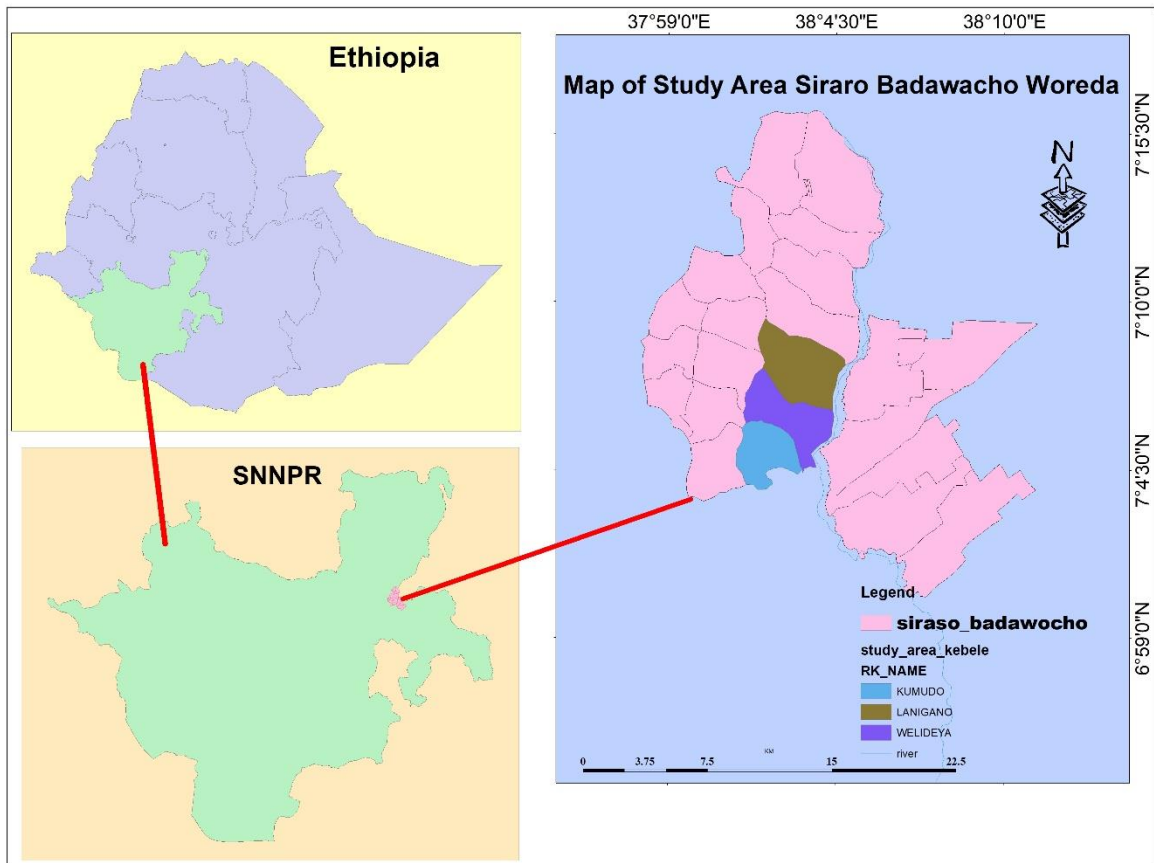 Ethiopia
SNNPR
37°59'0"E 38°4'30"E 38°10'0"E
Map of Study Area Siraro Badawacho Woreda
N
7°15'30"N
7°10'0"N
7°4'30"N
6°59'0"N
Legend
siraso_badawocho
study_area_kebele
RK_NAME
KUMUDO
LANIGANO
WELIDEYA
river
KM
0 3.75 7.5 15 22.5